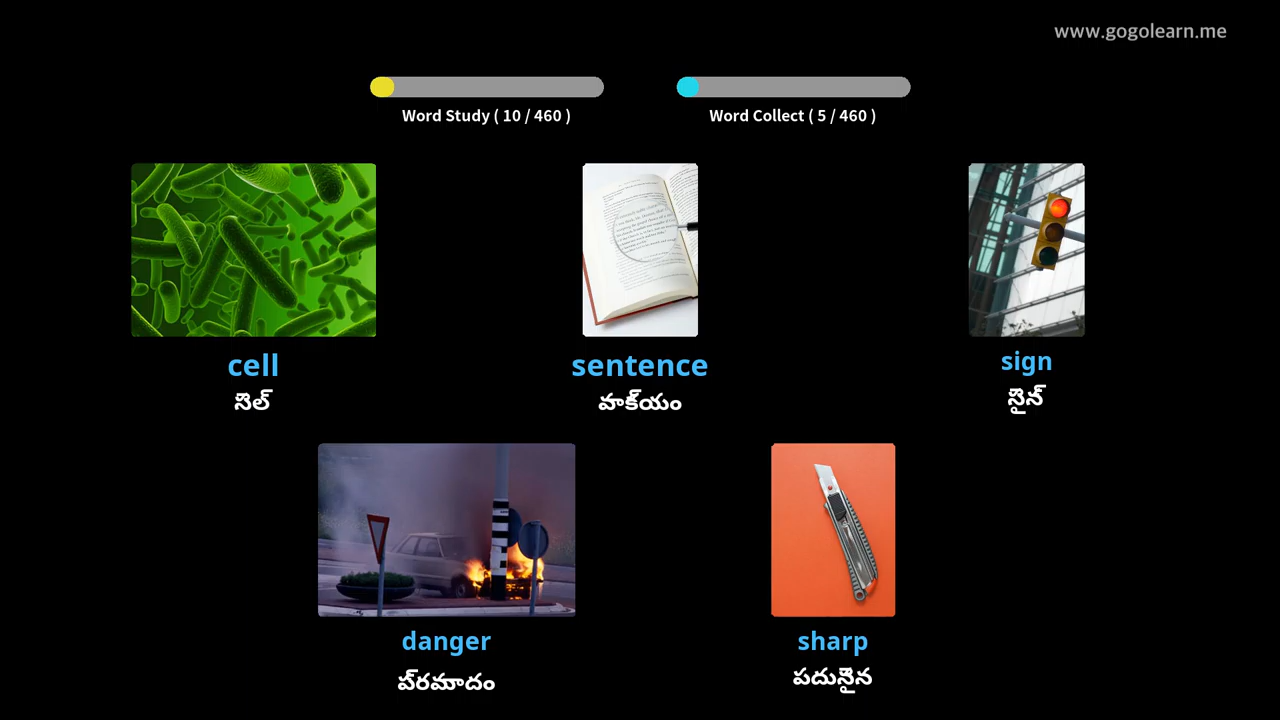 www.gogolearn.me
Word Study ( 10 / 460 )
Word Collect ( 5 / 460 )
cell
సెల్
sentence
వాక్యం
sign
సైన్
danger
ప్రమాదం
sharp
పదునైన